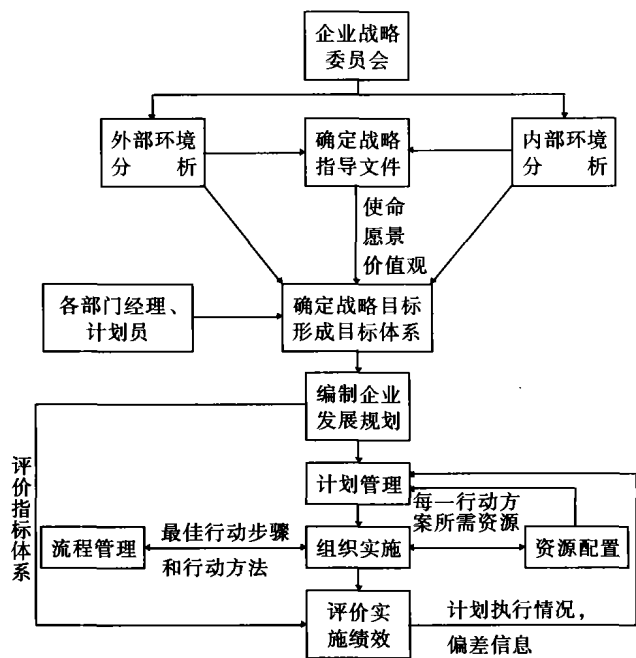 企业战略
委员会
外部环境
分 析
确定战略
指导文件
内部环境
分 析
使命
愿景
价值观
各部门经理、
计划员
确定战略目标
形成目标体系
编制企业
发展规划
评价指标体系
计划管理
每一行动方
案所需资源
流程管理
最佳行动步骤
和行动方法
组织实施
资源配置
评价实
施绩效
计划执行情况，
偏差信息